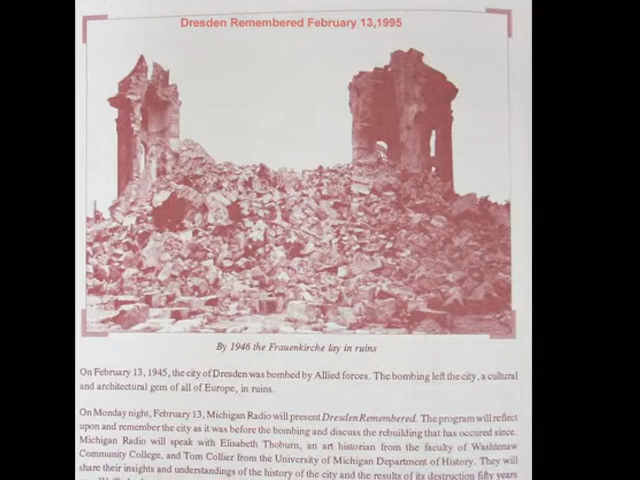 Dresden Remembered February 13,1995
By 1946 the Frauenkirche lay in ruins
On February 13, 1945, the city of Dresden was bombed by Allied forces. The bombing left the city, a cultural
and architectural gem of all of Europe, in ruins.
On Monday night, February 13, Michigan Radio will present Dresden Remembered. The program will reflect
upon and remember the city as it was before the bombing and discuss the rebuilding that has occured since.
Michigan Radio will speak with Elisabeth Thoburn, an art historian from the faculty of Washtenaw
Community College, and Tom Collier from the University of Michigan Department of History. They will
share their insights and understandings of the history of the city and the results of its destruction fifty years